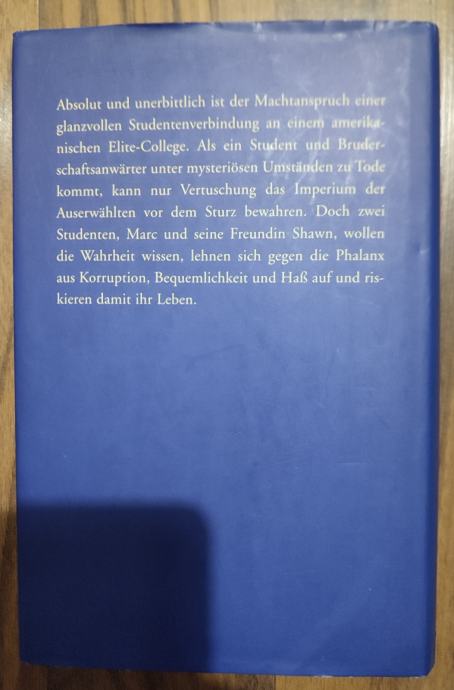 Absolut und unerbittlich ist der Machtanspruch einer
glanzvollen Studentenverbindung an einem amerika-
nischen Elite-College. Als ein Student und Bruder-
schaftsanwärter unter mysteriösen Umständen zu Tode
kommt, kann nur Vertuschung das Imperium der
Auserwählten vor dem Sturz bewahren. Doch zwei
Studenten, Marc und seine Freundin Shawn, wollen
die Wahrheit wissen, lehnen sich gegen die Phalanx
aus Korruption, Bequemlichkeit und Haß auf und ris-
kieren damit ihr Leben.